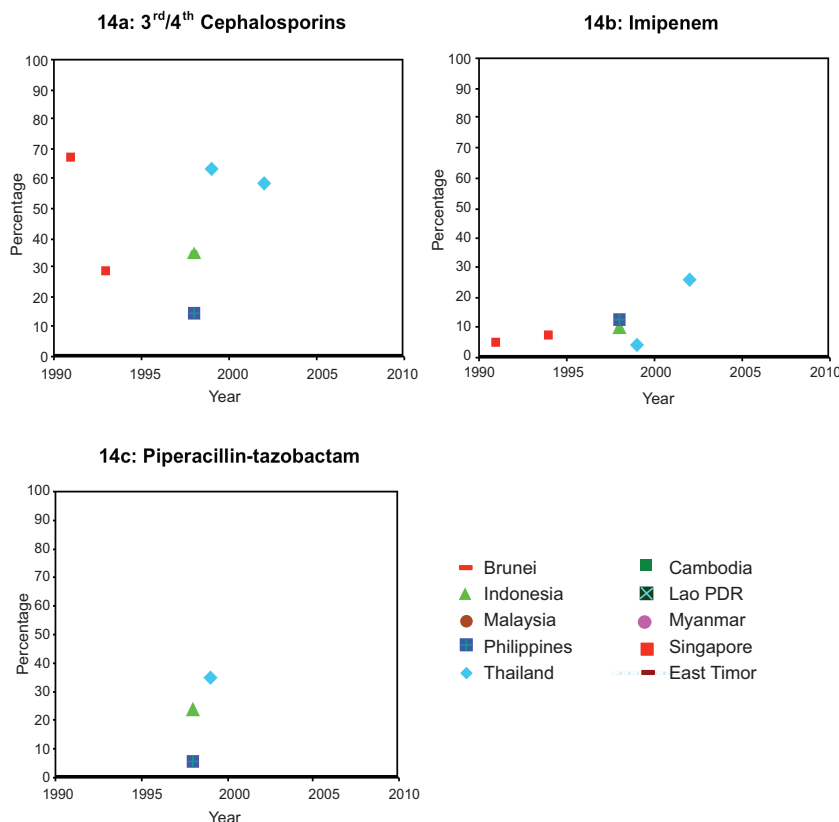 14a: 3rd/4th Cephalosporins
100
90
80
70
60
50
40
30
20
10
0
Percentage
1990 1995 2000 2005 2010
Year
14b: Imipenem
100
90
80
70
60
50
40
30
20
10
0
Percentage
1990 1995 2000 2005 2010
Year
14c: Piperacillin-tazobactam
100
90
80
70
60
50
40
30
20
10
0
Percentage
1990 1995 2000 2005 2010
Year
Brunei
Indonesia
Malaysia
Philippines
Thailand
Cambodia
Lao PDR
Myanmar
Singapore
East Timor